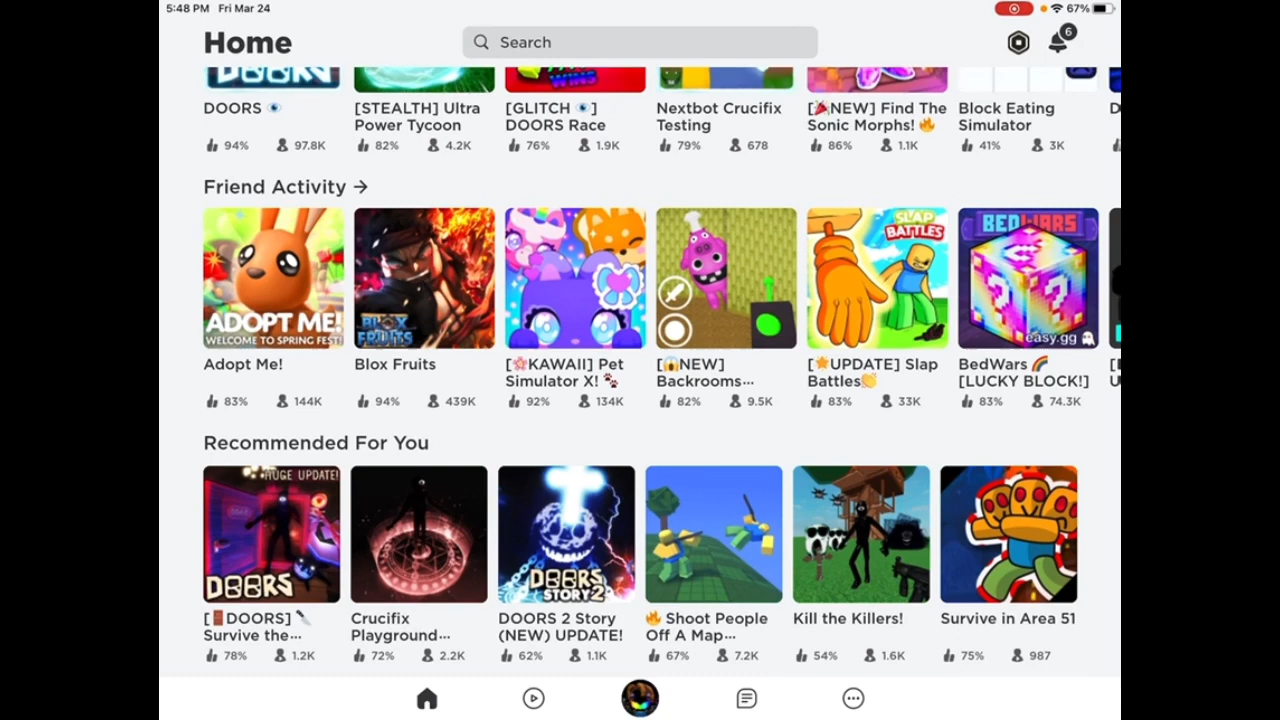 5:48 PM Fri Mar 24
67%
Home
Search
6
DOORS
WINS
DOORS 👁
[STEALTH] Ultra
Power Tycoon
[GLITCH 👁]
DOORS Race
Nextbot Crucifix
Testing
[🎉NEW] Find The
Sonic Morphs! 🔥
Block Eating
Simulator
94% 97.8K
82% 4.2K
76% 1.9K
79% 678
86% 1.1K
41% 3K
Friend Activity →
ADOPT ME!
WELCOME TO SPRING FEST!
BLOX
FRUITS
SLAP
BATTLES
BEDWARS
easy.gg
Adopt Me!
Blox Fruits
[🌸KAWAII] Pet
Simulator X! 🐾
[😱NEW]
Backrooms...
[🌟UPDATE] Slap
Battles👏
BedWars 🌈
[LUCKY BLOCK!]
83% 144K
94% 439K
92% 134K
82% 9.5K
83% 33K
83% 74.3K
Recommended For You
HUGE UPDATE!
DOORS
DOORS
STORY 2
[🚪DOORS] 🔪
Survive the...
Crucifix
Playground...
DOORS 2 Story
(NEW) UPDATE!
🔥 Shoot People
Off A Map...
Kill the Killers!
Survive in Area 51
78% 1.2K
72% 2.2K
62% 1.1K
67% 7.2K
54% 1.6K
75% 987